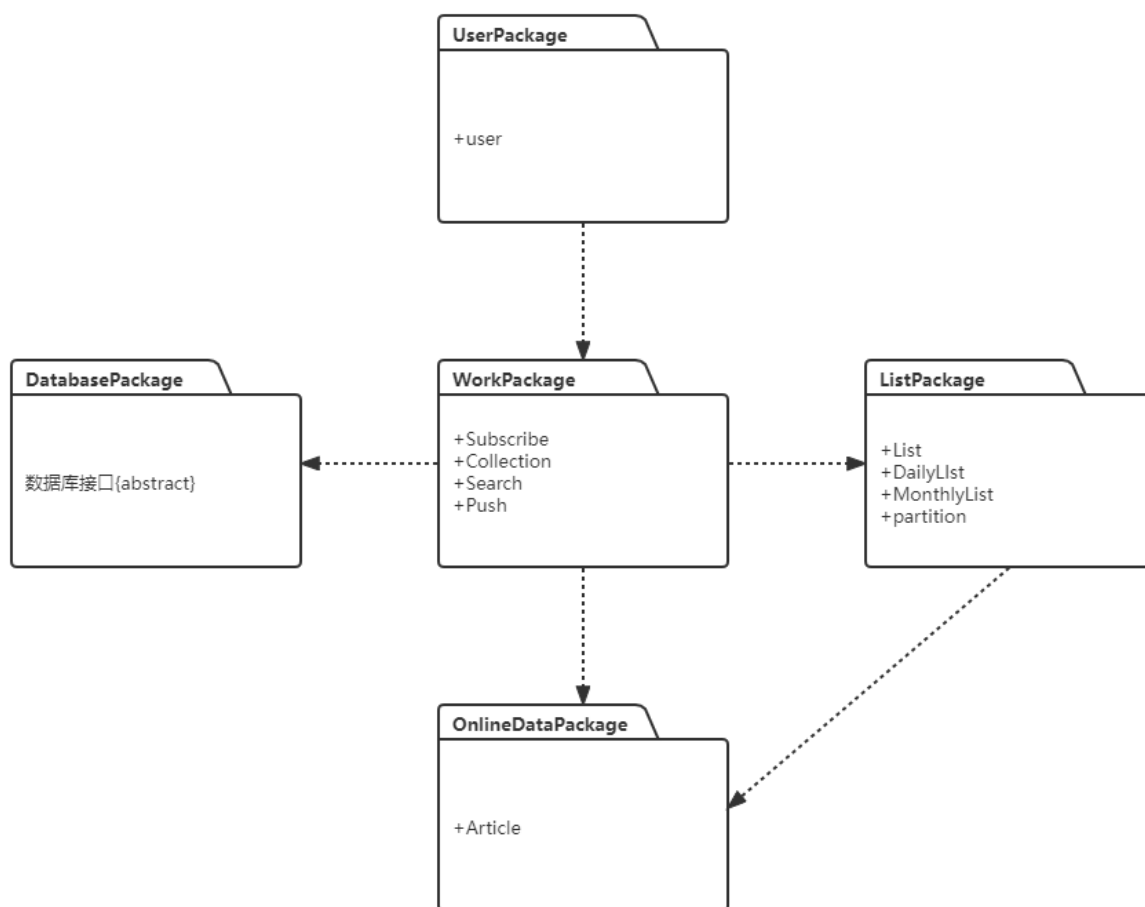 UserPackage
+user
DatabasePackage
数据库接口{abstract}
WorkPackage
+Subscribe
+Collection
+Search
+Push
ListPackage
+List
+DailyLIst
+MonthlyList
+partition
OnlineDataPackage
+Article